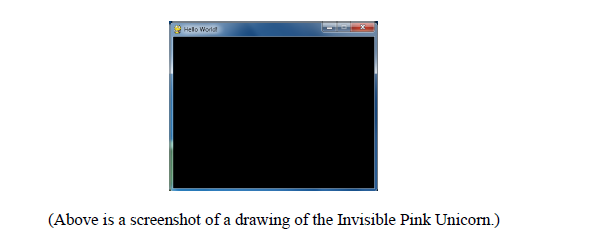 Hello World!
(Above is a screenshot of a drawing of the Invisible Pink Unicorn.)